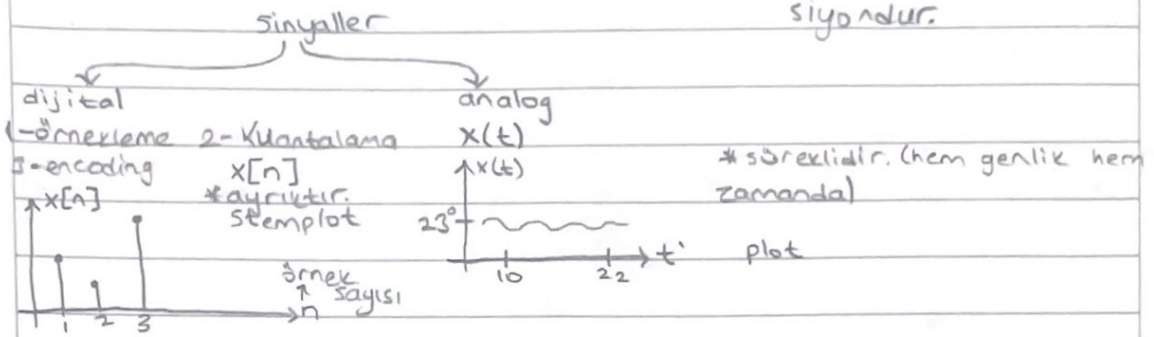 siyondur.
Sinyaller
dijital
1-örnekleme 2-Kuantalama
3-encoding x[n]
*ayrıktır.
stemplot
x[n]
örnek
sayısı
n
1 2 3
analog
x(t)
x(t)
23°
10 22
t'
*süreklidir. (hem genlik hem
zamanda)
plot